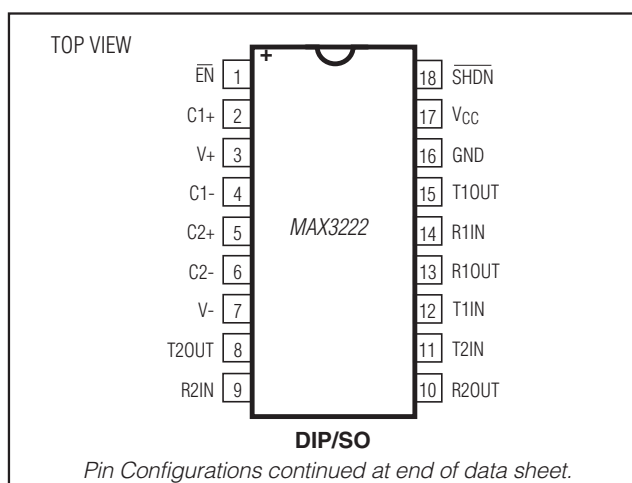 TOP VIEW
+
E̅N̅ 1
18 S̅H̅D̅N̅
C1+ 2
17 VCC
V+ 3
16 GND
C1- 4
15 T1OUT
C2+ 5
MAX3222
14 R1IN
C2- 6
13 R1OUT
V- 7
12 T1IN
T2OUT 8
11 T2IN
R2IN 9
10 R2OUT
DIP/SO
Pin Configurations continued at end of data sheet.